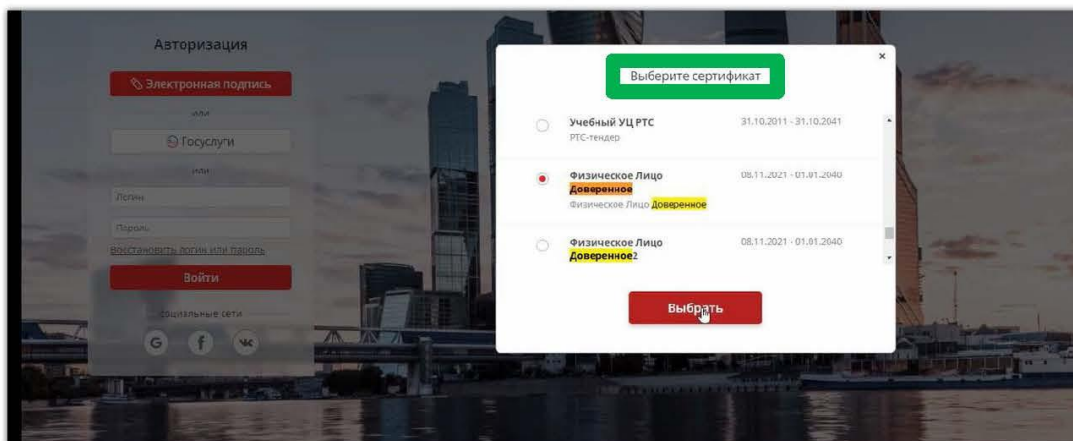 Авторизация
Электронная подпись
или
Госуслуги
или
Логин
Пароль
Восстановить логин или пароль
Войти
социальные сети
G f
Выберите сертификат
×
Учебный УЦ РТС 31.10.2011 - 31.10.2041
РТС-тендер
Физическое Лицо 08.11.2021 - 01.01.2040
Доверенное
Физическое Лицо Доверенное
Физическое Лицо 08.11.2021 - 01.01.2040
Доверенное2
Выбрать